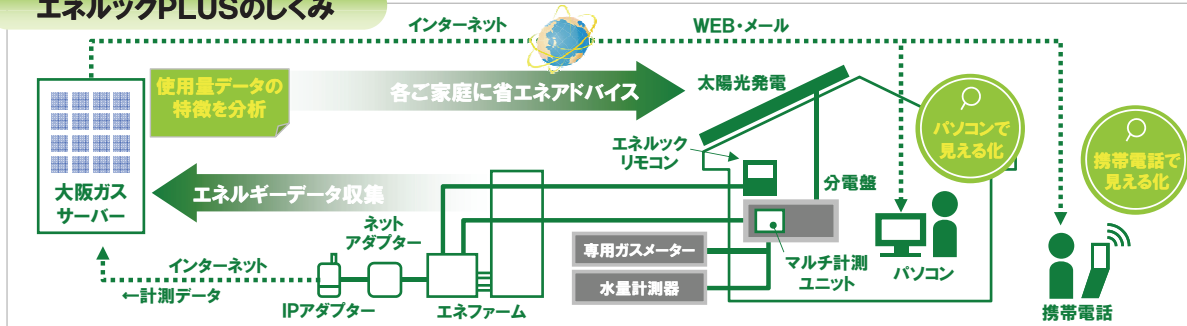 エネルックPLUSのしくみ
インターネット
WEB・メール
使用量データの
特徴を分析
各ご家庭に省エネアドバイス
太陽光発電
パソコンで
見える化
携帯電話で
見える化
エネルック
リモコン
大阪ガス
サーバー
エネルギーデータ収集
分電盤
ネット
アダプター
専用ガスメーター
マルチ計測
ユニット
パソコン
インターネット
←計測データ
水量計測器
IPアダプター
エネファーム
携帯電話